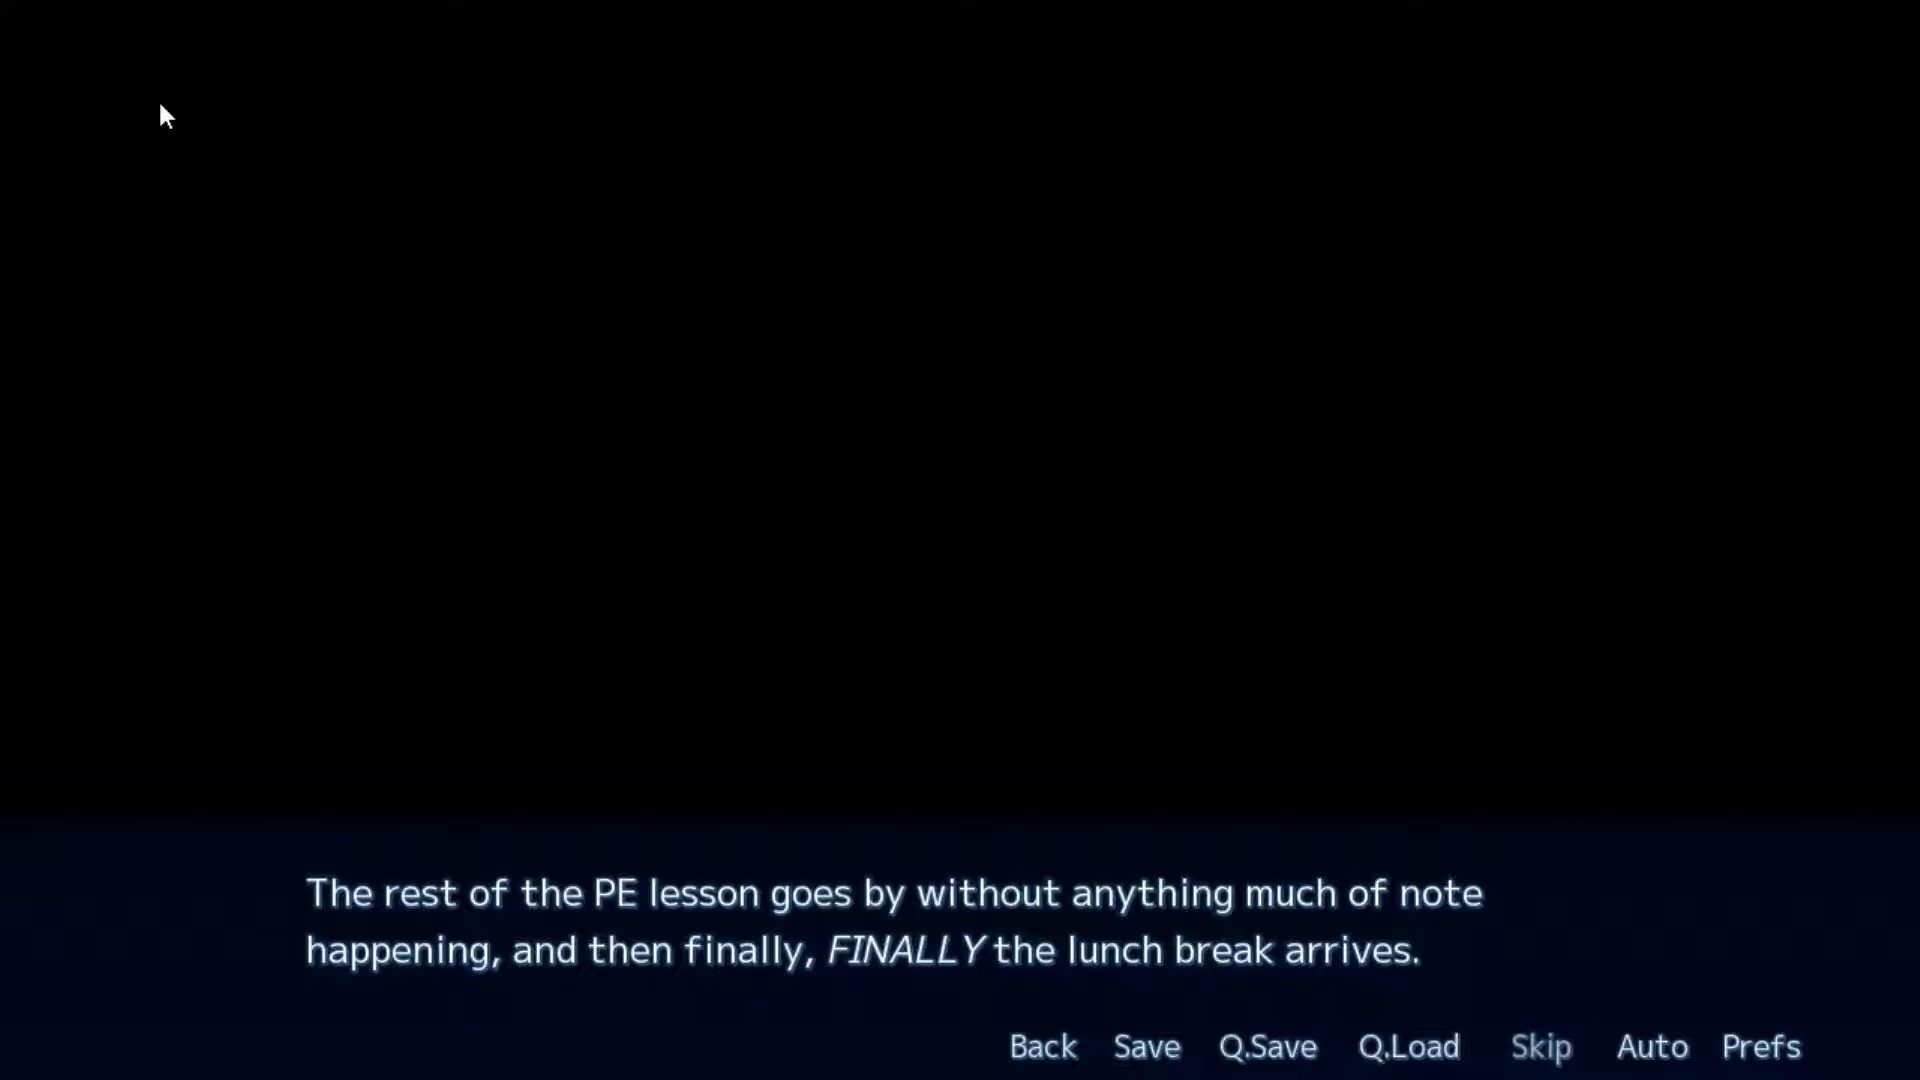 The rest of the PE lesson goes by without anything much of note
happening, and then finally, FINALLY the lunch break arrives.
Back Save Q.Save Q.Load Skip Auto Prefs